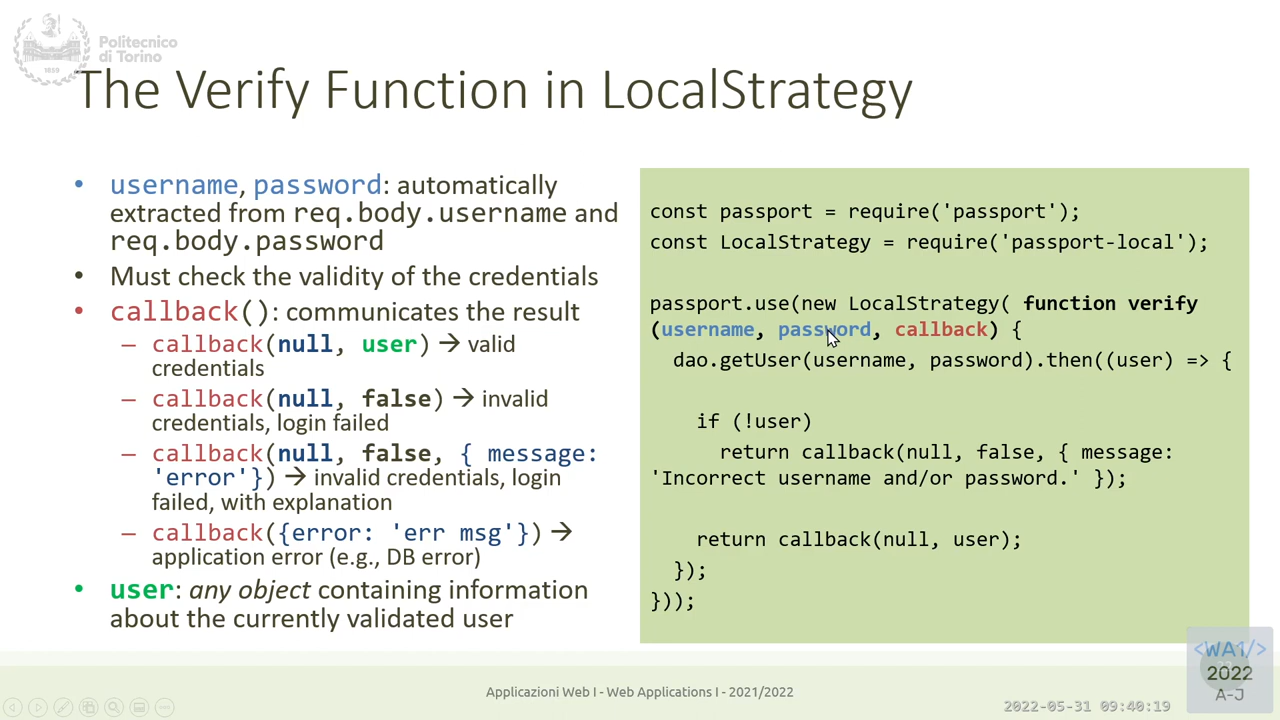 Politecnico
di Torino
1859
The Verify Function in LocalStrategy
• username, password: automatically
extracted from req.body.username and
req.body.password
• Must check the validity of the credentials
• callback(): communicates the result
– callback(null, user) → valid
credentials
– callback(null, false) → invalid
credentials, login failed
– callback(null, false, { message:
'error'}) → invalid credentials, login
failed, with explanation
– callback({error: 'err msg'}) →
application error (e.g., DB error)
• user: any object containing information
about the currently validated user
const passport = require('passport');
const LocalStrategy = require('passport-local');
passport.use(new LocalStrategy( function verify
(username, password, callback) {
dao.getUser(username, password).then((user) => {
if (!user)
return callback(null, false, { message:
'Incorrect username and/or password.' });
return callback(null, user);
});
}));
Applicazioni Web I - Web Applications I - 2021/2022
2022-05-31 09:40:19
<WA1/>
2022
A-J